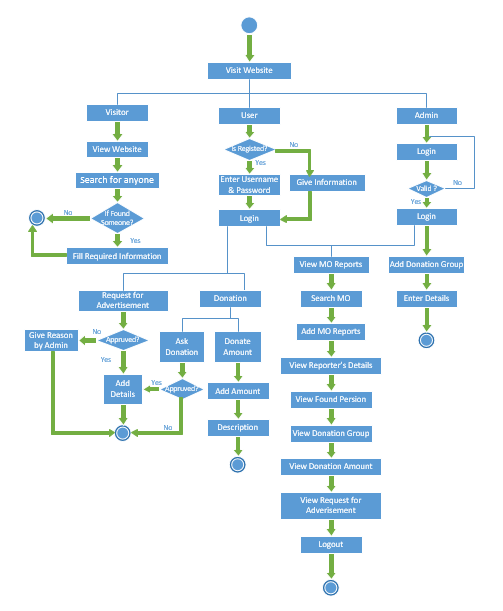 Visit Website
Visitor
User
Admin
View Website
Is Registed?
No
Login
Yes
Search for anyone
Enter Username
& Password
Give Information
Valid ?
No
Yes
If Found
Someone?
No
Yes
Login
Login
Fill Required Information
View MO Reports
Add Donation Group
Request for
Advertisement
Donation
Search MO
Enter Details
Give Reason
by Admin
No
Appruved?
Yes
Ask
Donation
Donate
Amount
Add MO Reports
View Reporter's Details
Add
Details
Yes
Appruved?
Add Amount
View Found Persion
No
Description
View Donation Group
View Donation Amount
View Request for
Adverisement
Logout